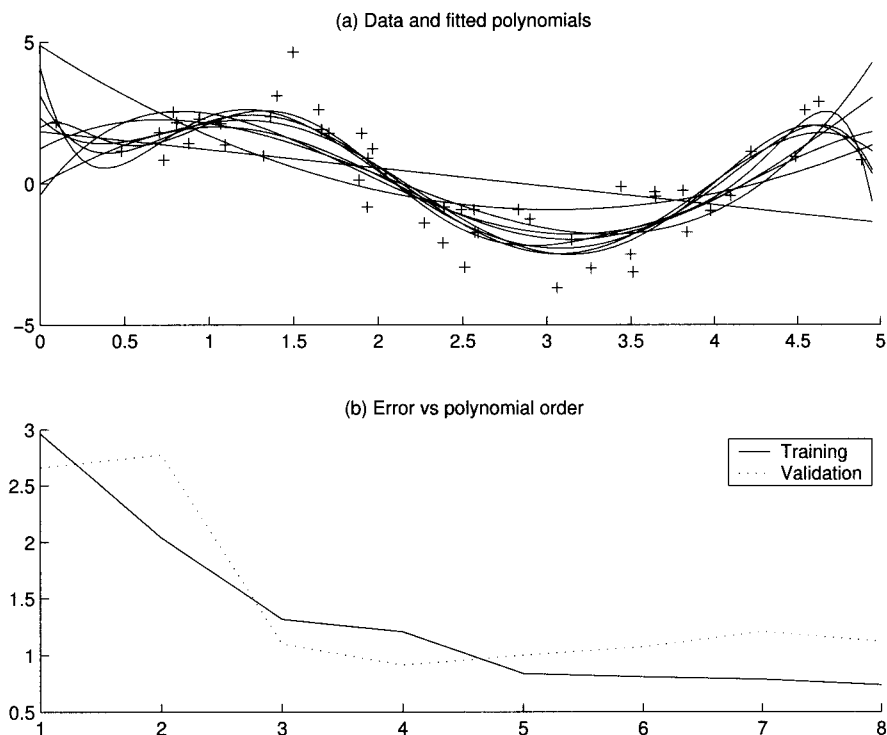 (a) Data and fitted polynomials
5
0
−5
0 0.5 1 1.5 2 2.5 3 3.5 4 4.5 5
(b) Error vs polynomial order
3
2.5
2
1.5
1
0.5
Training
Validation
1 2 3 4 5 6 7 8